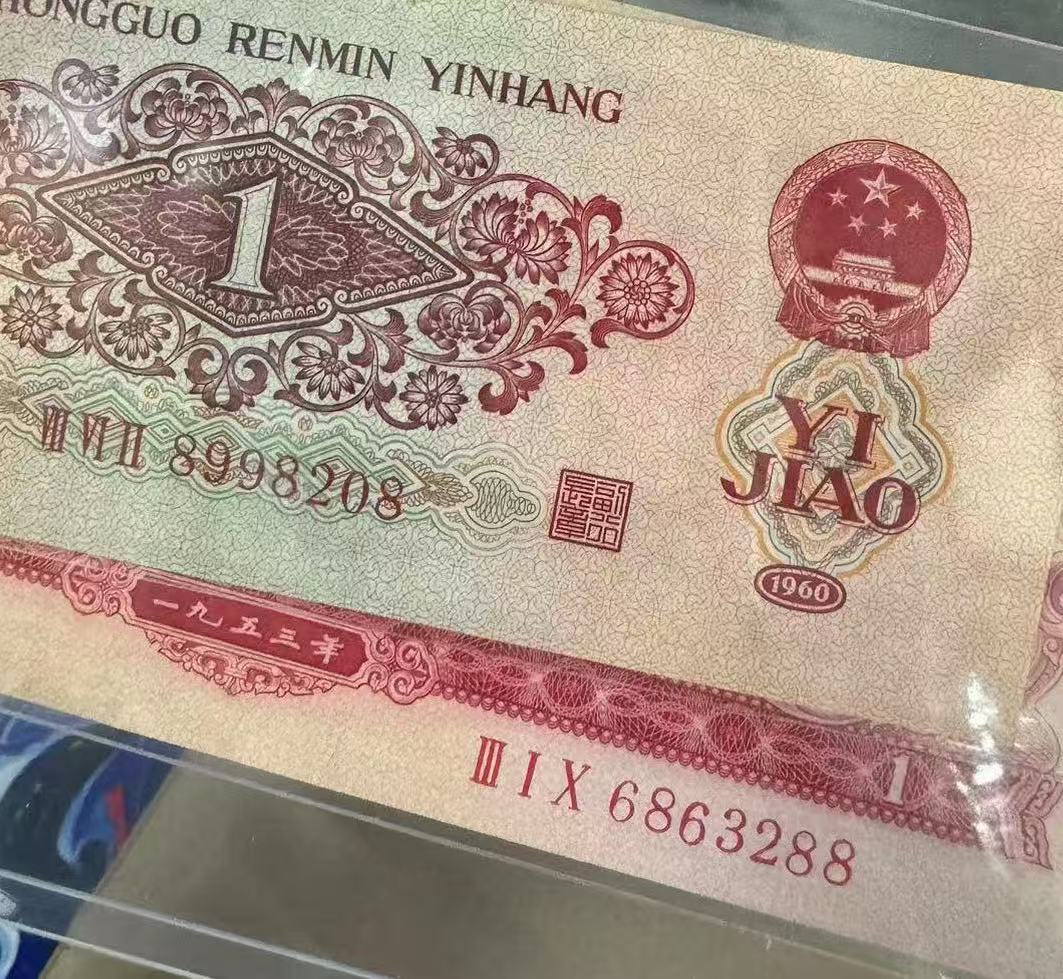 HONGGUO RENMIN YINHANG
1
YI
JIAO
Ⅲ Ⅵ Ⅱ 8998208
1960
一九五三年
1
Ⅲ Ⅰ Ⅹ 6863288